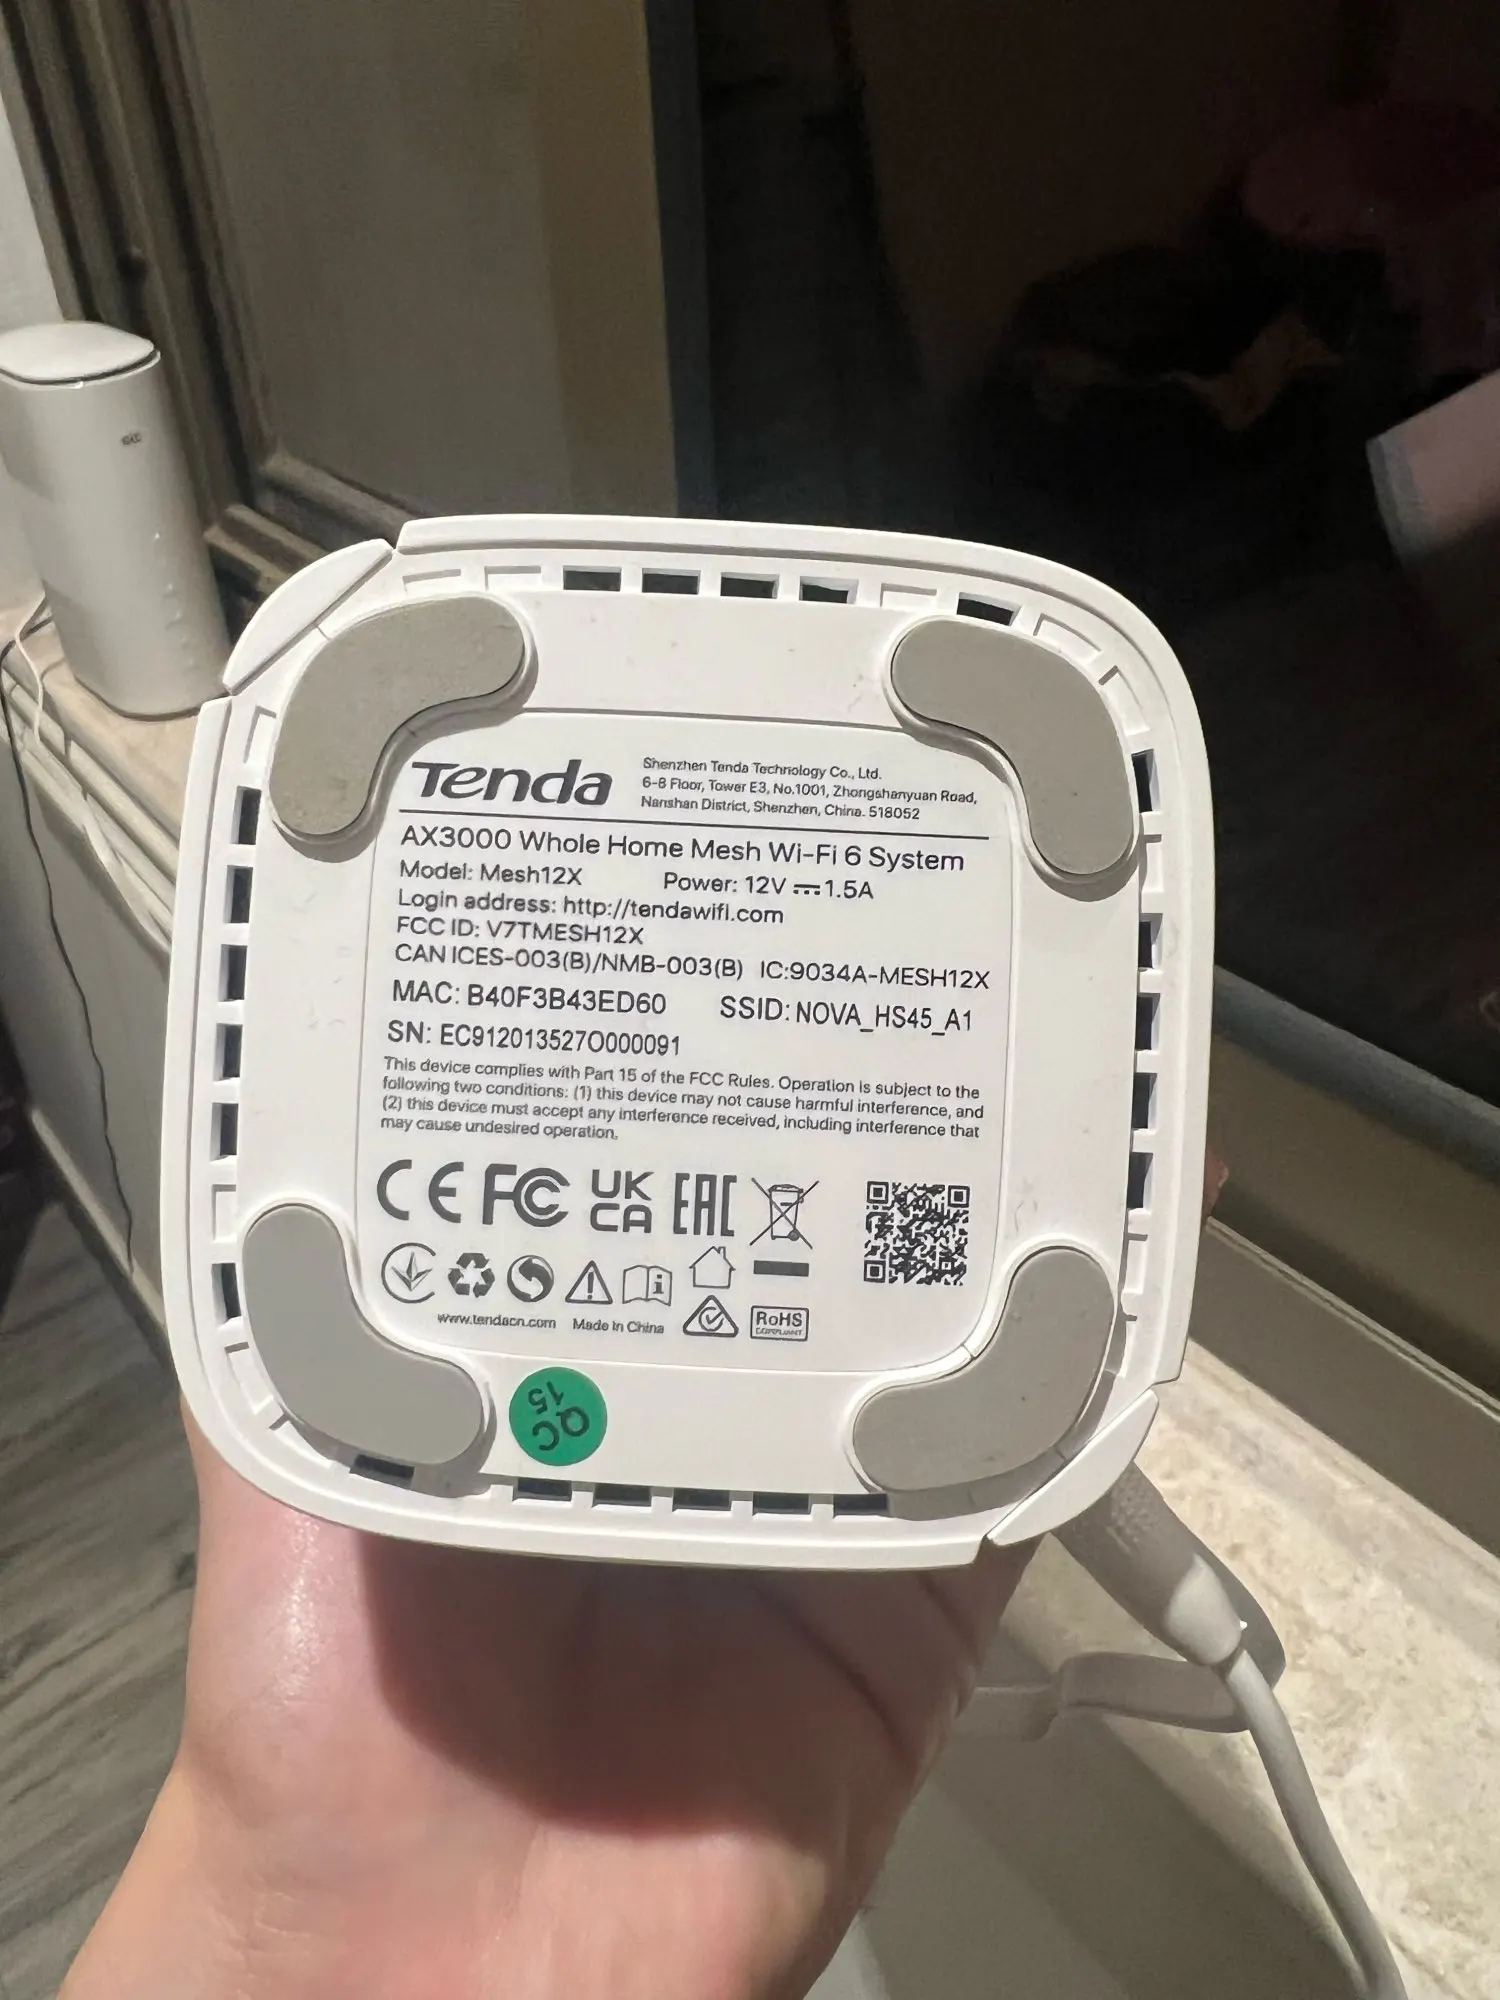 Tenda
Shenzhen Tenda Technology Co., Ltd.
6-8 Floor, Tower E3, No.1001, Zhongshanyuan Road,
Nanshan District, Shenzhen, China. 518052
AX3000 Whole Home Mesh Wi-Fi 6 System
Model: Mesh12X Power: 12V 1.5A
Login address: http://tendawifi.com
FCC ID: V7TMESH12X
CAN ICES-003(B)/NMB-003(B) IC:9034A-MESH12X
MAC: B40F3B43ED60 SSID: NOVA_HS45_A1
SN: EC912013527O000091
This device complies with Part 15 of the FCC Rules. Operation is subject to the
following two conditions: (1) this device may not cause harmful interference, and
(2) this device must accept any interference received, including interference that
may cause undesired operation.
CE FC UK
CA EAC
www.tendacn.com Made In China
RoHS
COMPLIANT
QC
15